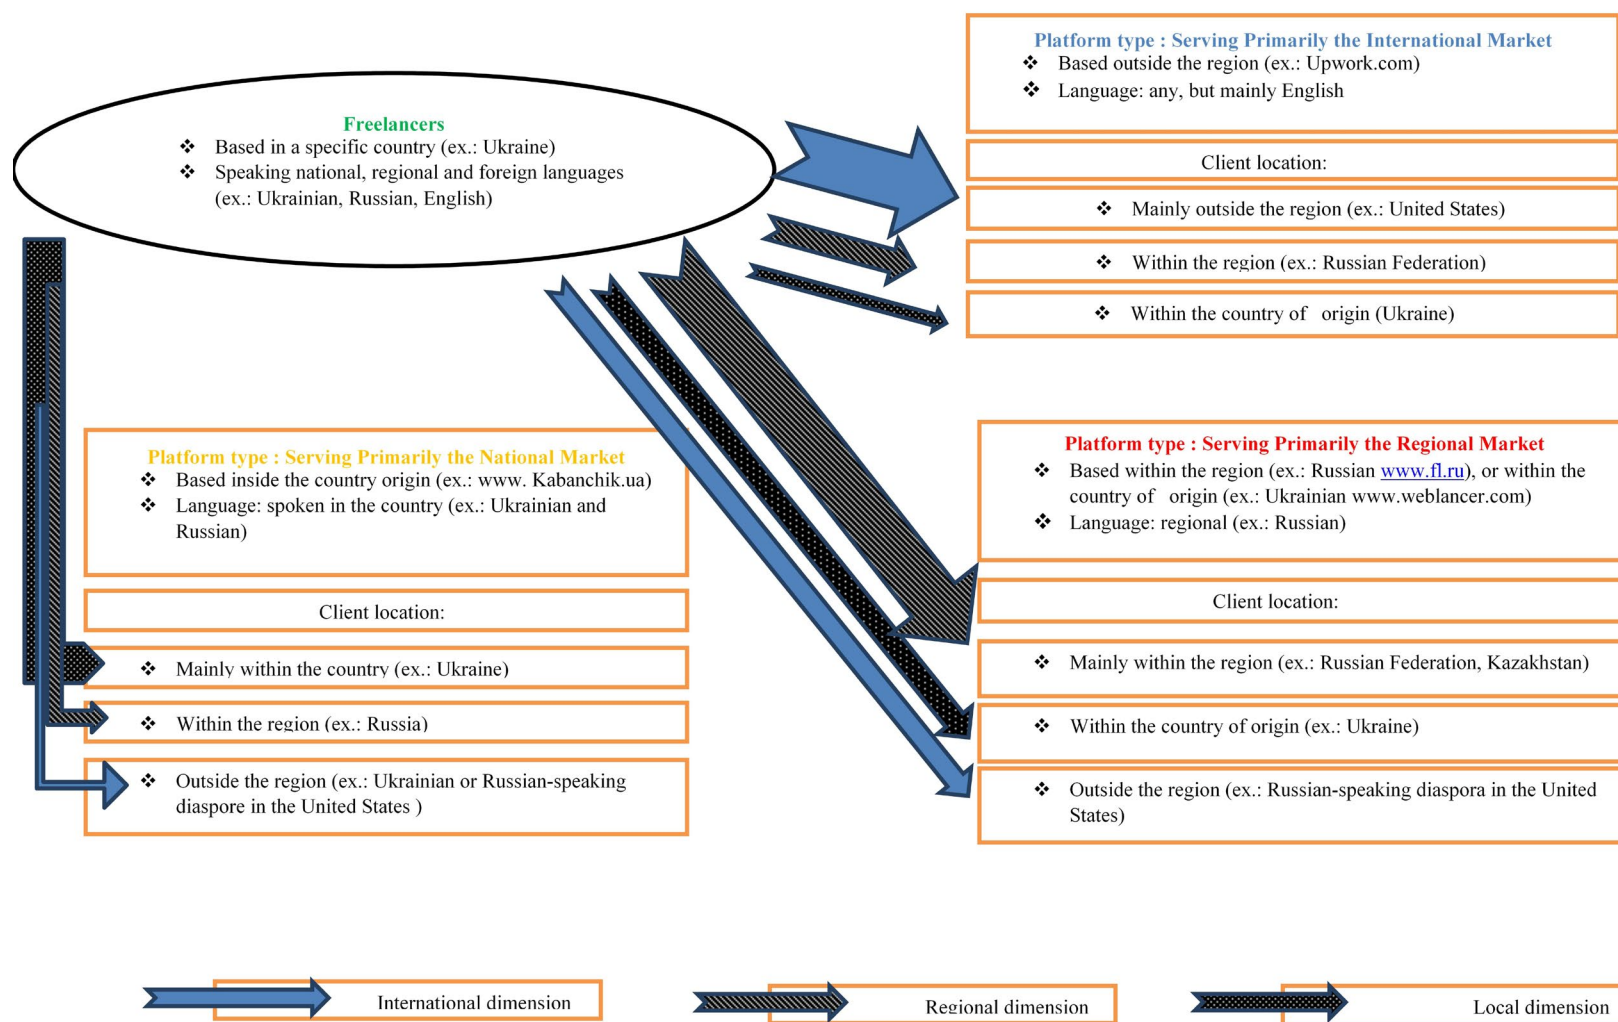 Platform type : Serving Primarily the International Market
❖ Based outside the region (ex.: Upwork.com)
❖ Language: any, but mainly English
Client location:
❖ Mainly outside the region (ex.: United States)
❖ Within the region (ex.: Russian Federation)
❖ Within the country of origin (Ukraine)
Freelancers
❖ Based in a specific country (ex.: Ukraine)
❖ Speaking national, regional and foreign languages
(ex.: Ukrainian, Russian, English)
Platform type : Serving Primarily the National Market
❖ Based inside the country origin (ex.: www. Kabanchik.ua)
❖ Language: spoken in the country (ex.: Ukrainian and
Russian)
Client location:
❖ Mainly within the country (ex.: Ukraine)
❖ Within the region (ex.: Russia)
❖ Outside the region (ex.: Ukrainian or Russian-speaking
diaspore in the United States )
Platform type : Serving Primarily the Regional Market
❖ Based within the region (ex.: Russian www.fl.ru), or within the
country of origin (ex.: Ukrainian www.weblancer.com)
❖ Language: regional (ex.: Russian)
Client location:
❖ Mainly within the region (ex.: Russian Federation, Kazakhstan)
❖ Within the country of origin (ex.: Ukraine)
❖ Outside the region (ex.: Russian-speaking diaspora in the United
States)
International dimension
Regional dimension
Local dimension